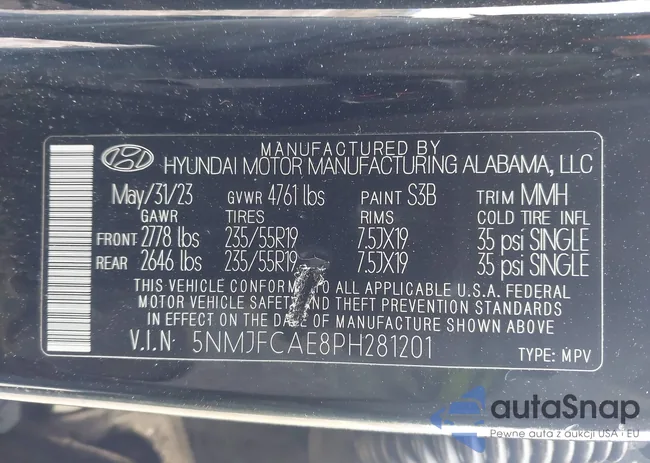 MANUFACTURED BY
HYUNDAI MOTOR MANUFACTURING ALABAMA, LLC
May/31/23 GVWR 4761 lbs PAINT S3B TRIM MMH
GAWR TIRES RIMS COLD TIRE INFL
FRONT 2778 lbs 235/55R19 7.5JX19 35 psi SINGLE
REAR 2646 lbs 235/55R19 7.5JX19 35 psi SINGLE
THIS VEHICLE CONFORMS TO ALL APPLICABLE U.S.A. FEDERAL
MOTOR VEHICLE SAFETY AND THEFT PREVENTION STANDARDS
IN EFFECT ON THE DATE OF MANUFACTURE SHOWN ABOVE
V.I.N 5NMJFCAE8PH281201 TYPE: MPV
autaSnap
Pewne auta z aukcji USA i EU